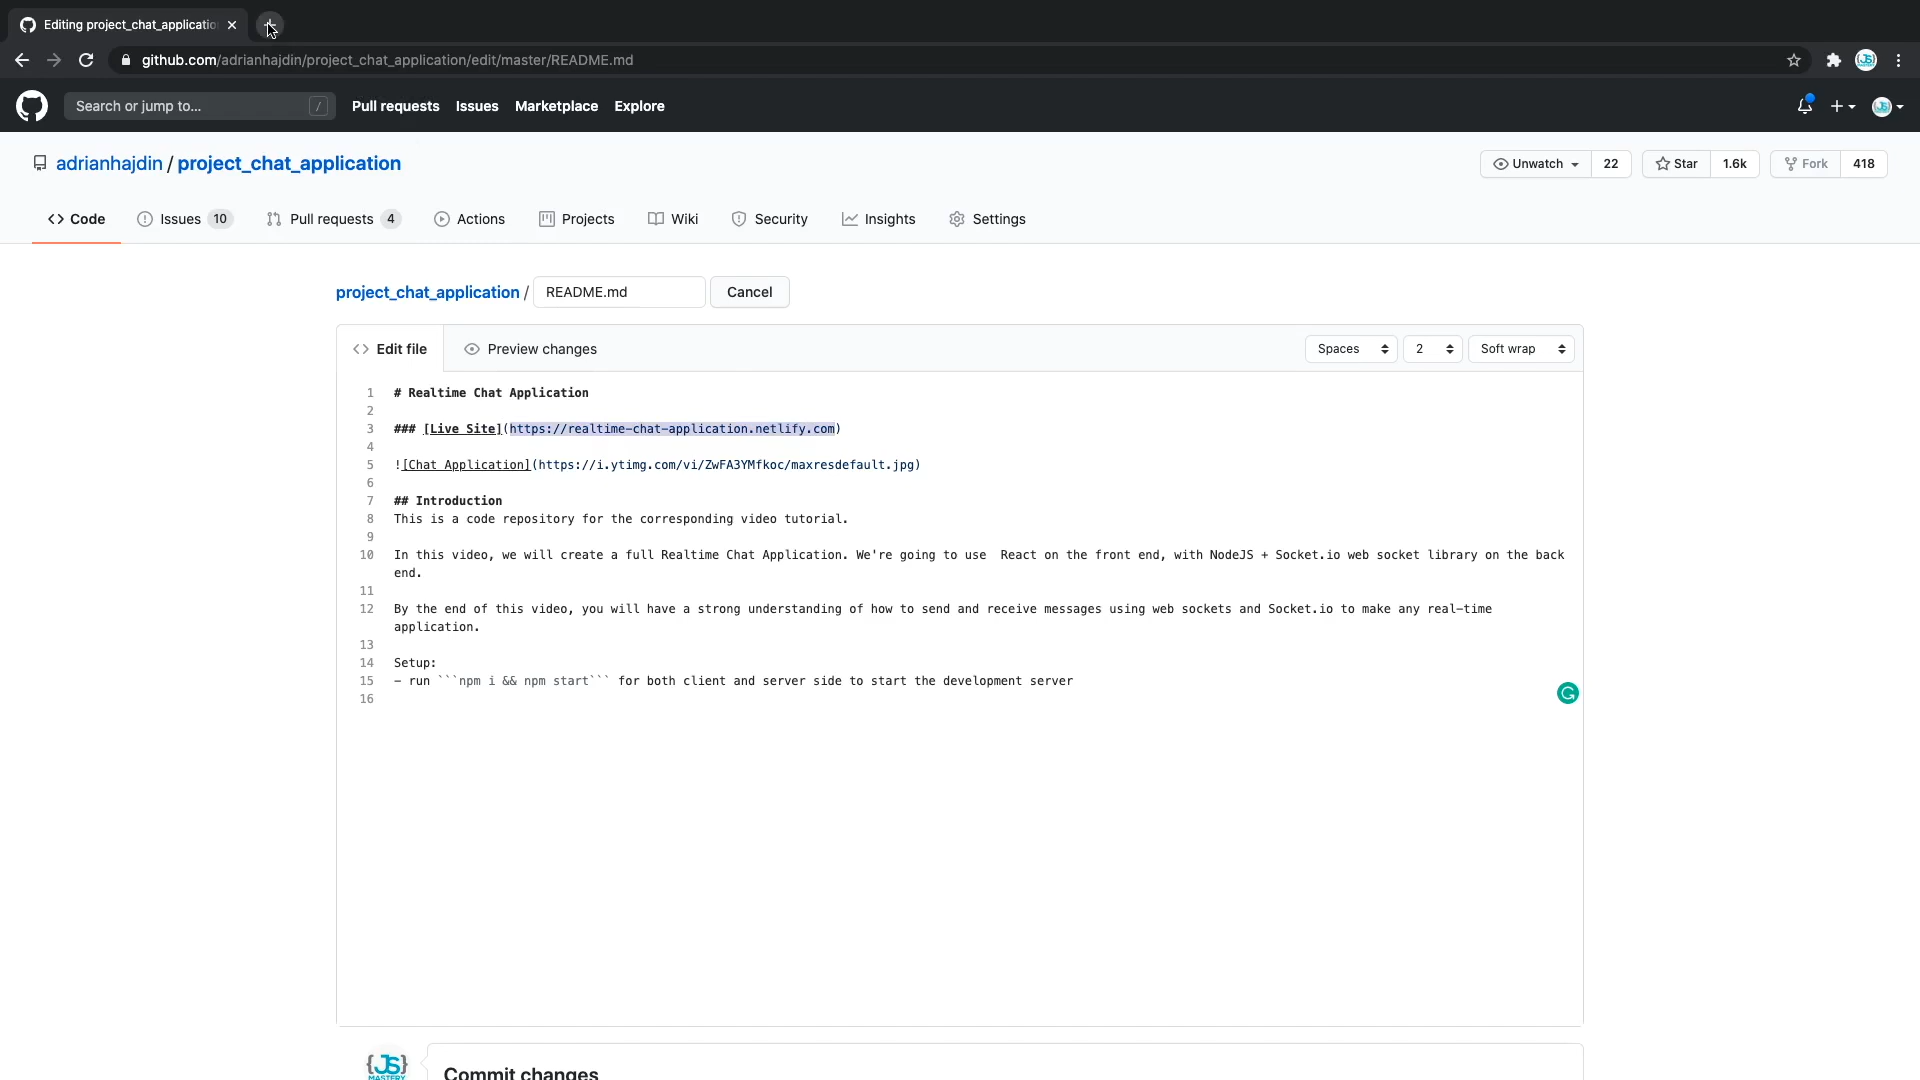 Editing project_chat_applicatio
github.com/adrianhajdin/project_chat_application/edit/master/README.md
Search or jump to... / Pull requests Issues Marketplace Explore
adrianhajdin / project_chat_application Unwatch 22 Star 1.6k Fork 418
Code Issues 10 Pull requests 4 Actions Projects Wiki Security Insights Settings
project_chat_application / README.md Cancel
Edit file Preview changes Spaces 2 Soft wrap
1 # Realtime Chat Application
2
3 ### [Live Site](https://realtime-chat-application.netlify.com)
4
5 ![Chat Application](https://i.ytimg.com/vi/ZwFA3YMfkoc/maxresdefault.jpg)
6
7 ## Introduction
8 This is a code repository for the corresponding video tutorial.
9
10 In this video, we will create a full Realtime Chat Application. We're going to use  React on the front end, with NodeJS + Socket.io web socket library on the back
end.
11
12 By the end of this video, you will have a strong understanding of how to send and receive messages using web sockets and Socket.io to make any real-time
application.
13
14 Setup:
15 - run ```npm i && npm start``` for both client and server side to start the development server
16
{JS}
MASTERY
Commit changes